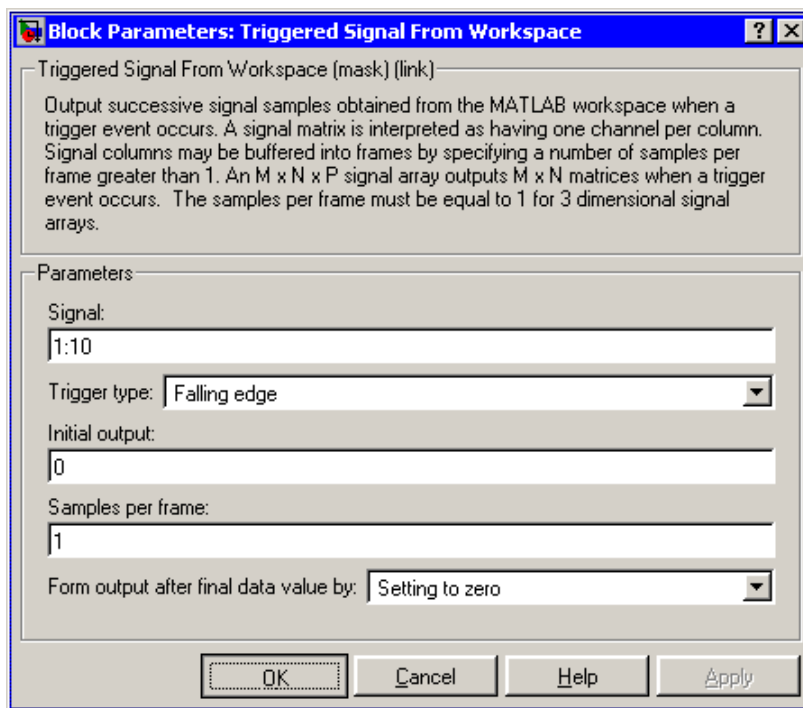 Block Parameters: Triggered Signal From Workspace
Triggered Signal From Workspace (mask) (link)
Output successive signal samples obtained from the MATLAB workspace when a
trigger event occurs. A signal matrix is interpreted as having one channel per column.
Signal columns may be buffered into frames by specifying a number of samples per
frame greater than 1. An M x N x P signal array outputs M x N matrices when a trigger
event occurs.  The samples per frame must be equal to 1 for 3 dimensional signal
arrays.
Parameters
Signal:
1:10
Trigger type: Falling edge
Initial output:
0
Samples per frame:
1
Form output after final data value by: Setting to zero
OK Cancel Help Apply